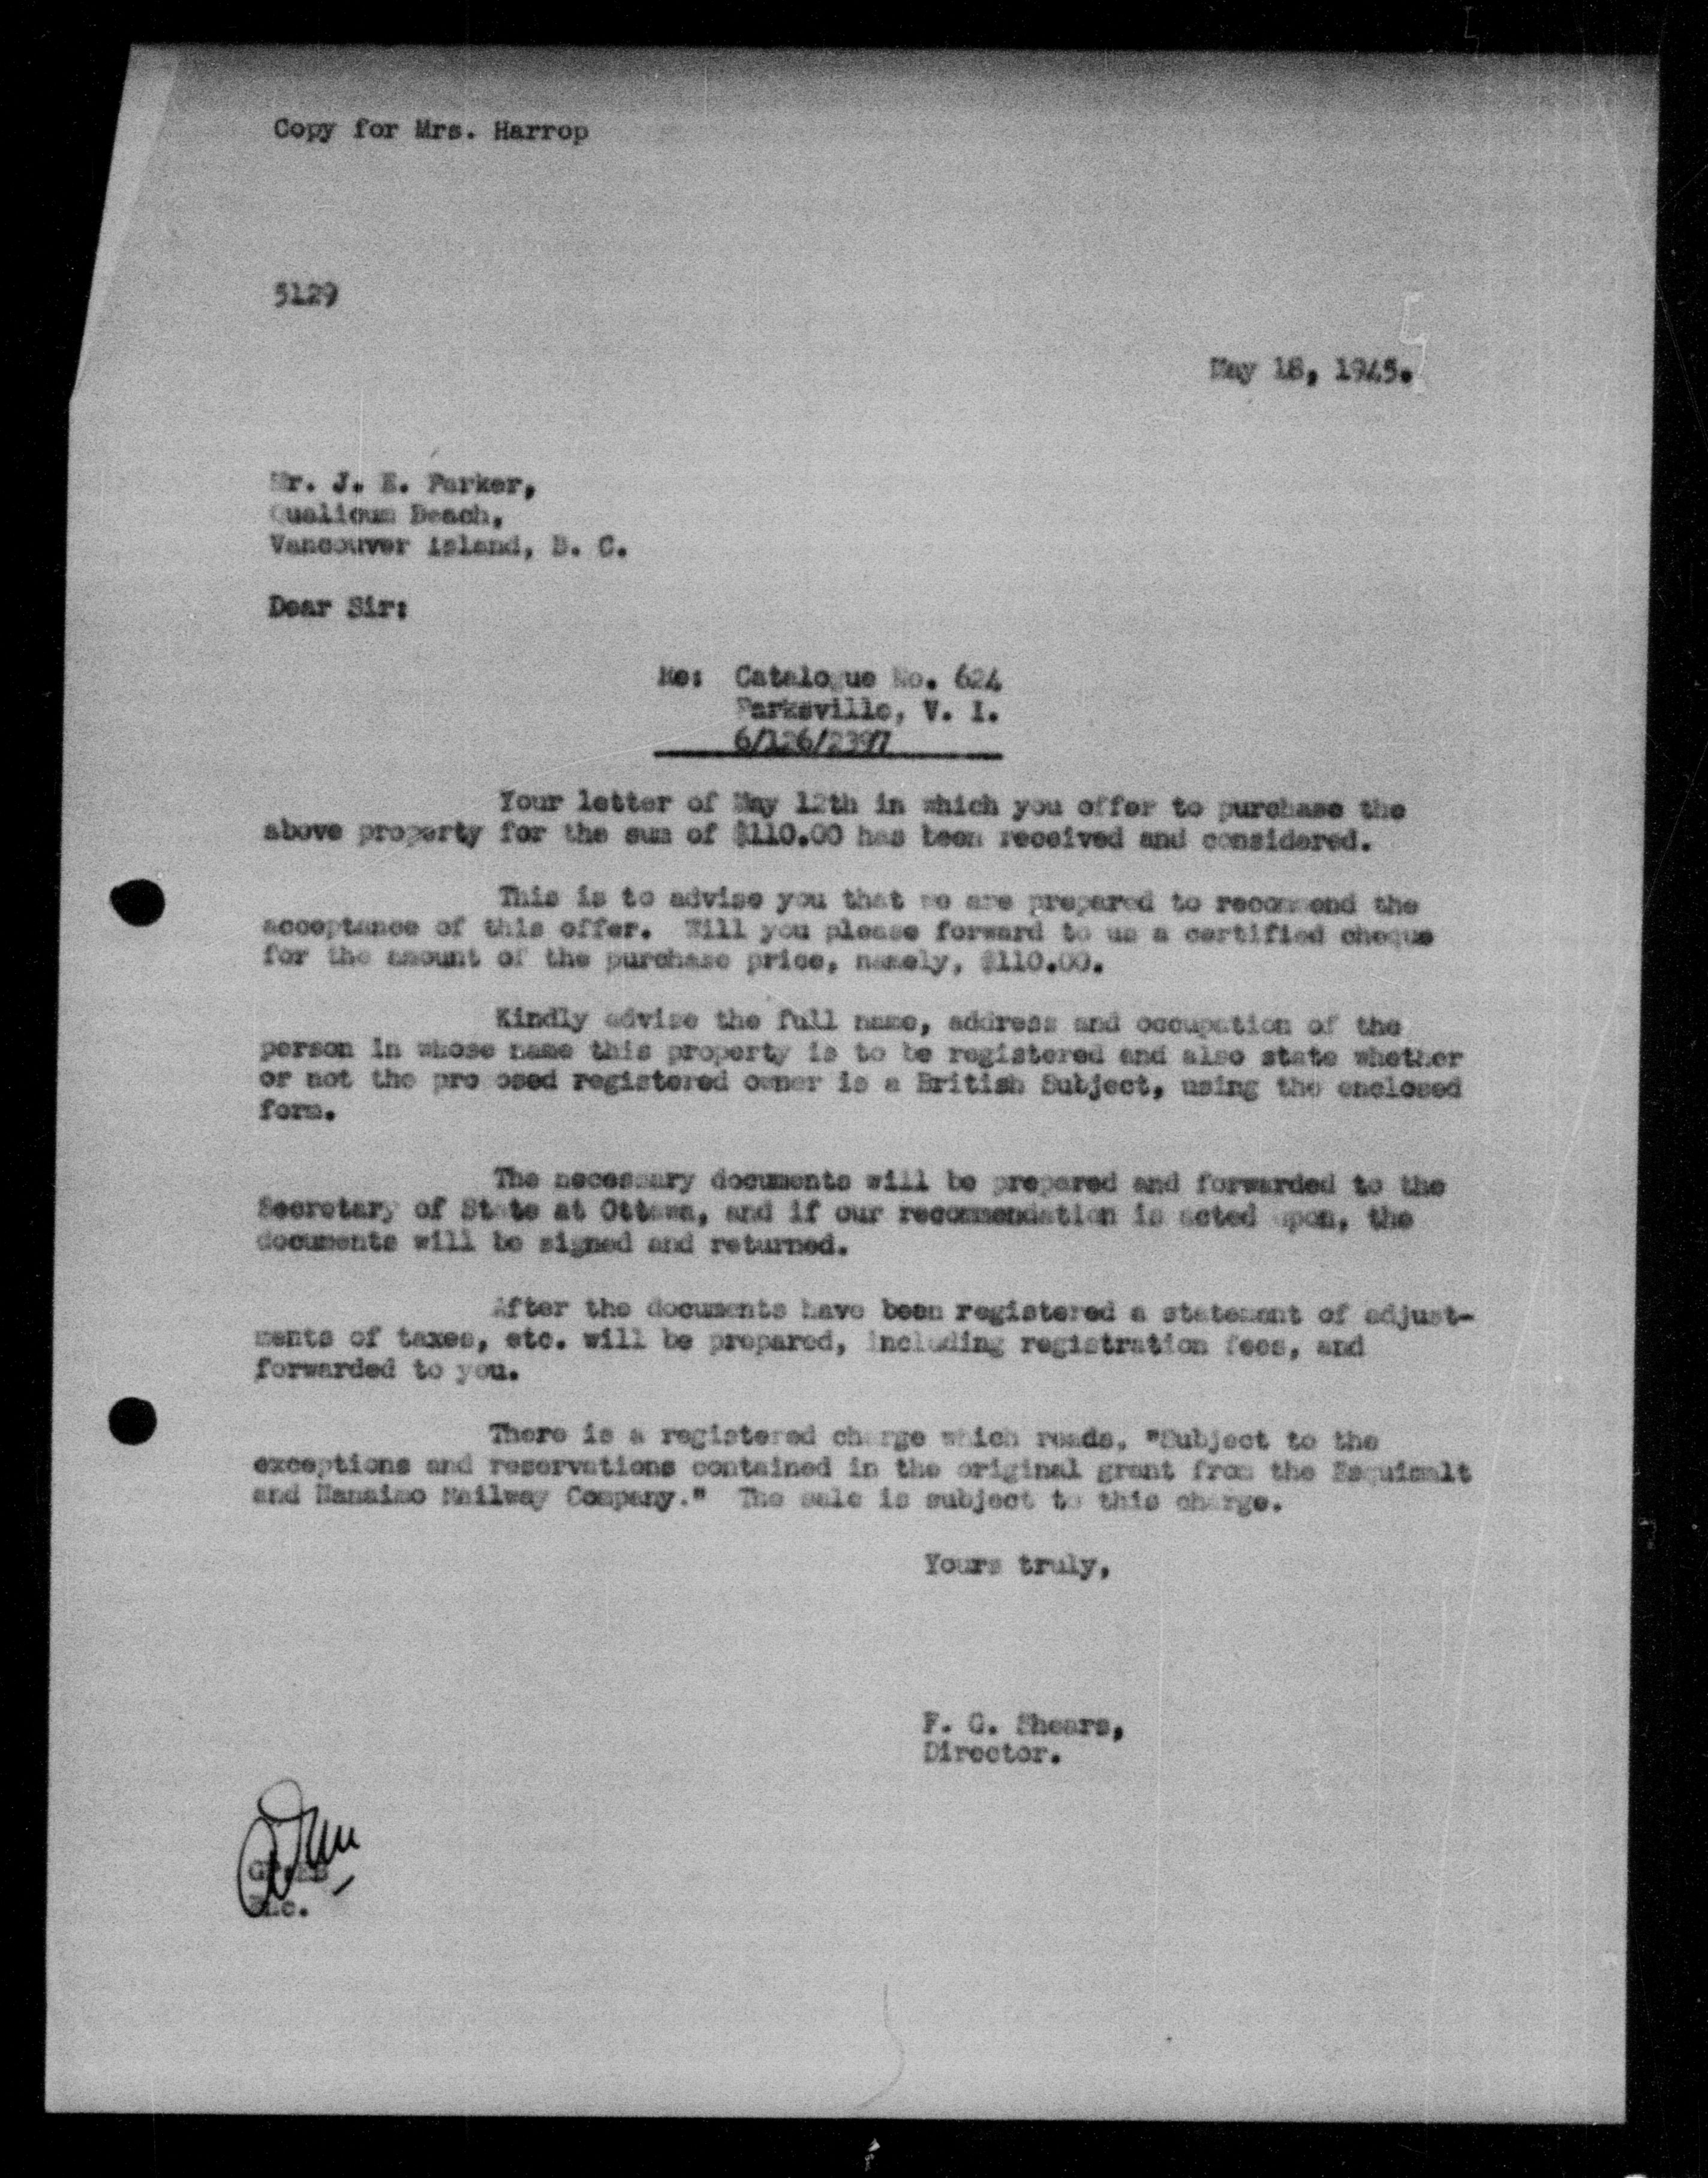 Copy for Mrs. Harrop
5129
May 18, 1945.
Mr. J. E. Parker,
Qualicum Beach,
Vancouver Island, B. C.
Dear Sir:
Re: Catalogue No. 624
Parksville, V. I.
6/126/2397
Your letter of May 12th in which you offer to purchase the
above property for the sum of $110.00 has been received and considered.
This is to advise you that we are prepared to recommend the
acceptance of this offer. Will you please forward to us a certified cheque
for the amount of the purchase price, namely, $110.00.
Kindly advise the full name, address and occupation of the
person in whose name this property is to be registered and also state whether
or not the proposed registered owner is a British Subject, using the enclosed
form.
The necessary documents will be prepared and forwarded to the
Secretary of State at Ottawa, and if our recommendation is acted upon, the
documents will be signed and returned.
After the documents have been registered a statement of adjust-
ments of taxes, etc. will be prepared, including registration fees, and
forwarded to you.
There is a registered charge which reads, "Subject to the
exceptions and reservations contained in the original grant from the Esquimalt
and Nanaimo Railway Company." The sale is subject to this charge.
Yours truly,
F. G. Shears,
Director.